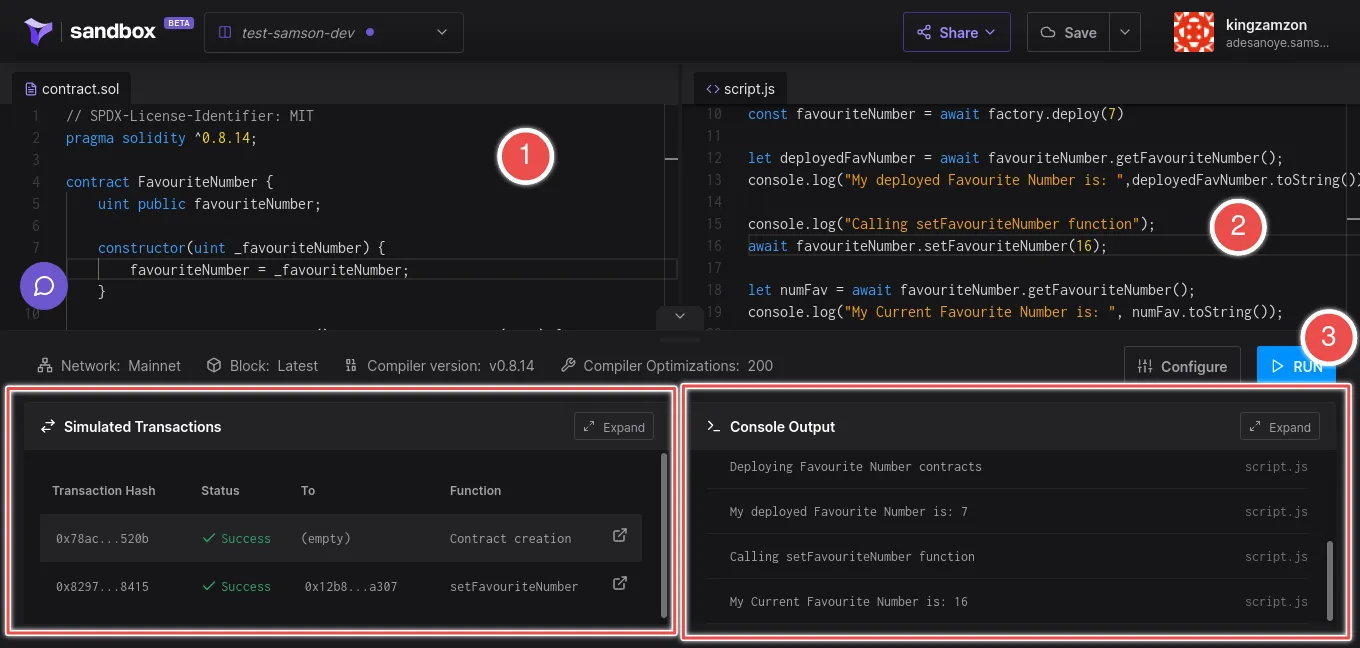 sandbox BETA
test-samson-dev
Share
Save
kingzamzon
adesanoye.sams...
contract.sol
1 // SPDX-License-Identifier: MIT
2 pragma solidity ^0.8.14;
3
4 contract FavouriteNumber {
5 uint public favouriteNumber;
6
7 constructor(uint _favouriteNumber) {
favouriteNumber = _favouriteNumber;
}
10
1
script.js
10 const favouriteNumber = await factory.deploy(7)
11
12 let deployedFavNumber = await favouriteNumber.getFavouriteNumber();
13 console.log("My deployed Favourite Number is: ",deployedFavNumber.toString())
14
15 console.log("Calling setFavouriteNumber function");
16 await favouriteNumber.setFavouriteNumber(16);
17
18 let numFav = await favouriteNumber.getFavouriteNumber();
19 console.log("My Current Favourite Number is: ", numFav.toString());
2
3
Network: Mainnet
Block: Latest
Compiler version: v0.8.14
Compiler Optimizations: 200
Configure
RUN
Simulated Transactions
Expand
Transaction Hash Status To Function
0x78ac...520b Success (empty) Contract creation
0x8297...8415 Success 0x12b8...a307 setFavouriteNumber
Console Output
Expand
Deploying Favourite Number contracts script.js
My deployed Favourite Number is: 7 script.js
Calling setFavouriteNumber function script.js
My Current Favourite Number is: 16 script.js